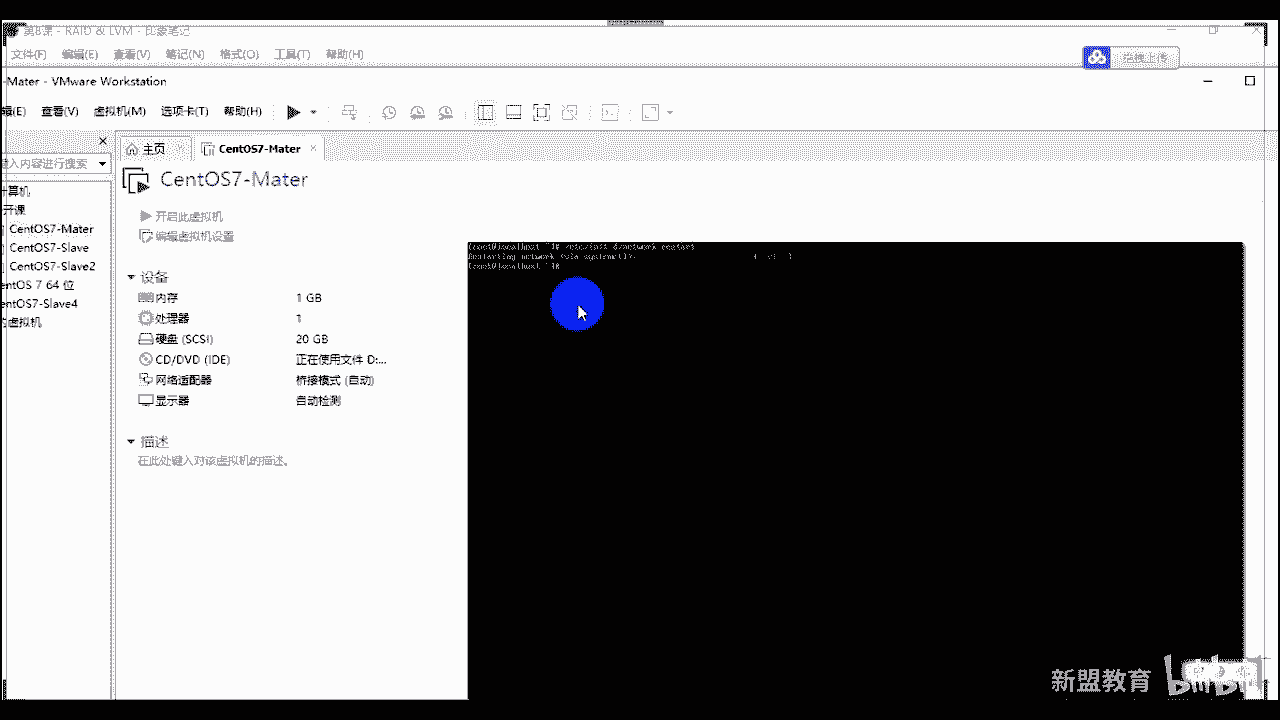 第8课 - RAID & LVM - 印象笔记
文件(F) 编辑(E) 查看(V) 笔记(N) 格式(O) 工具(T) 帮助(H)
-Mater - VMware Workstation
辑(E) 查看(V) 虚拟机(M) 选项卡(T) 帮助(H)
主页 CentOS7-Mater
入内容进行搜索
计算机
开课
CentOS7-Mater
CentOS7-Slave
CentOS7-Slave2
entOS 7 64 位
entOS7-Slave4
的虚拟机
CentOS7-Mater
开启此虚拟机
编辑虚拟机设置
设备
内存 1 GB
处理器 1
硬盘 (SCSI) 20 GB
CD/DVD (IDE) 正在使用文件 D:...
网络适配器 桥接模式 (自动)
显示器 自动检测
描述
在此处键入对该虚拟机的描述。
[root@localhost ~]# /etc/init.d/network restart
Restarting network (via systemctl):
[root@localhost ~]#
新盟教育 bilibili